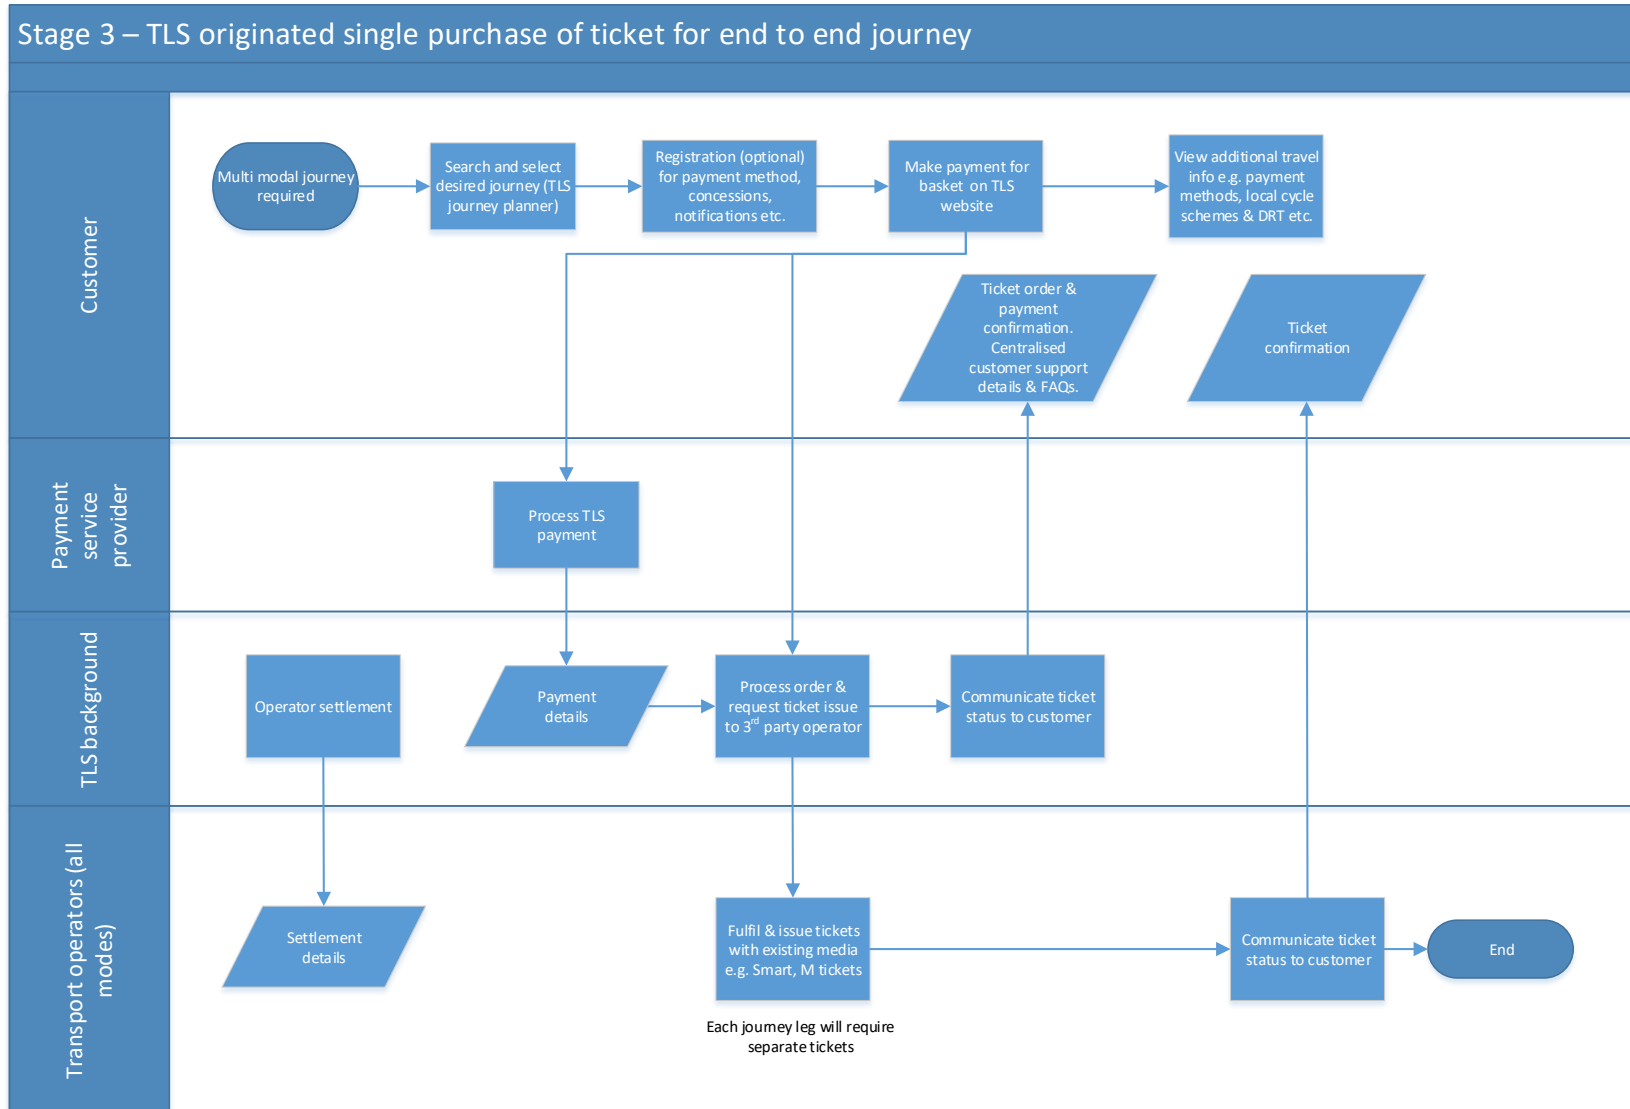 Stage 3 – TLS originated single purchase of ticket for end to end journey
Customer
Multi modal journey
required
Search and select
desired journey (TLS
journey planner)
Registration (optional)
for payment method,
concessions,
notifications etc.
Make payment for
basket on TLS
website
View additional travel
info e.g. payment
methods, local cycle
schemes & DRT etc.
Ticket order &
payment
confirmation.
Centralised
customer support
details & FAQs.
Ticket
confirmation
Payment
service
provider
Process TLS
payment
TLS background
Operator settlement
Payment
details
Process order &
request ticket issue
to 3rd party operator
Communicate ticket
status to customer
Transport operators (all
modes)
Settlement
details
Fulfil & issue tickets
with existing media
e.g. Smart, M tickets
Each journey leg will require
separate tickets
Communicate ticket
status to customer
End